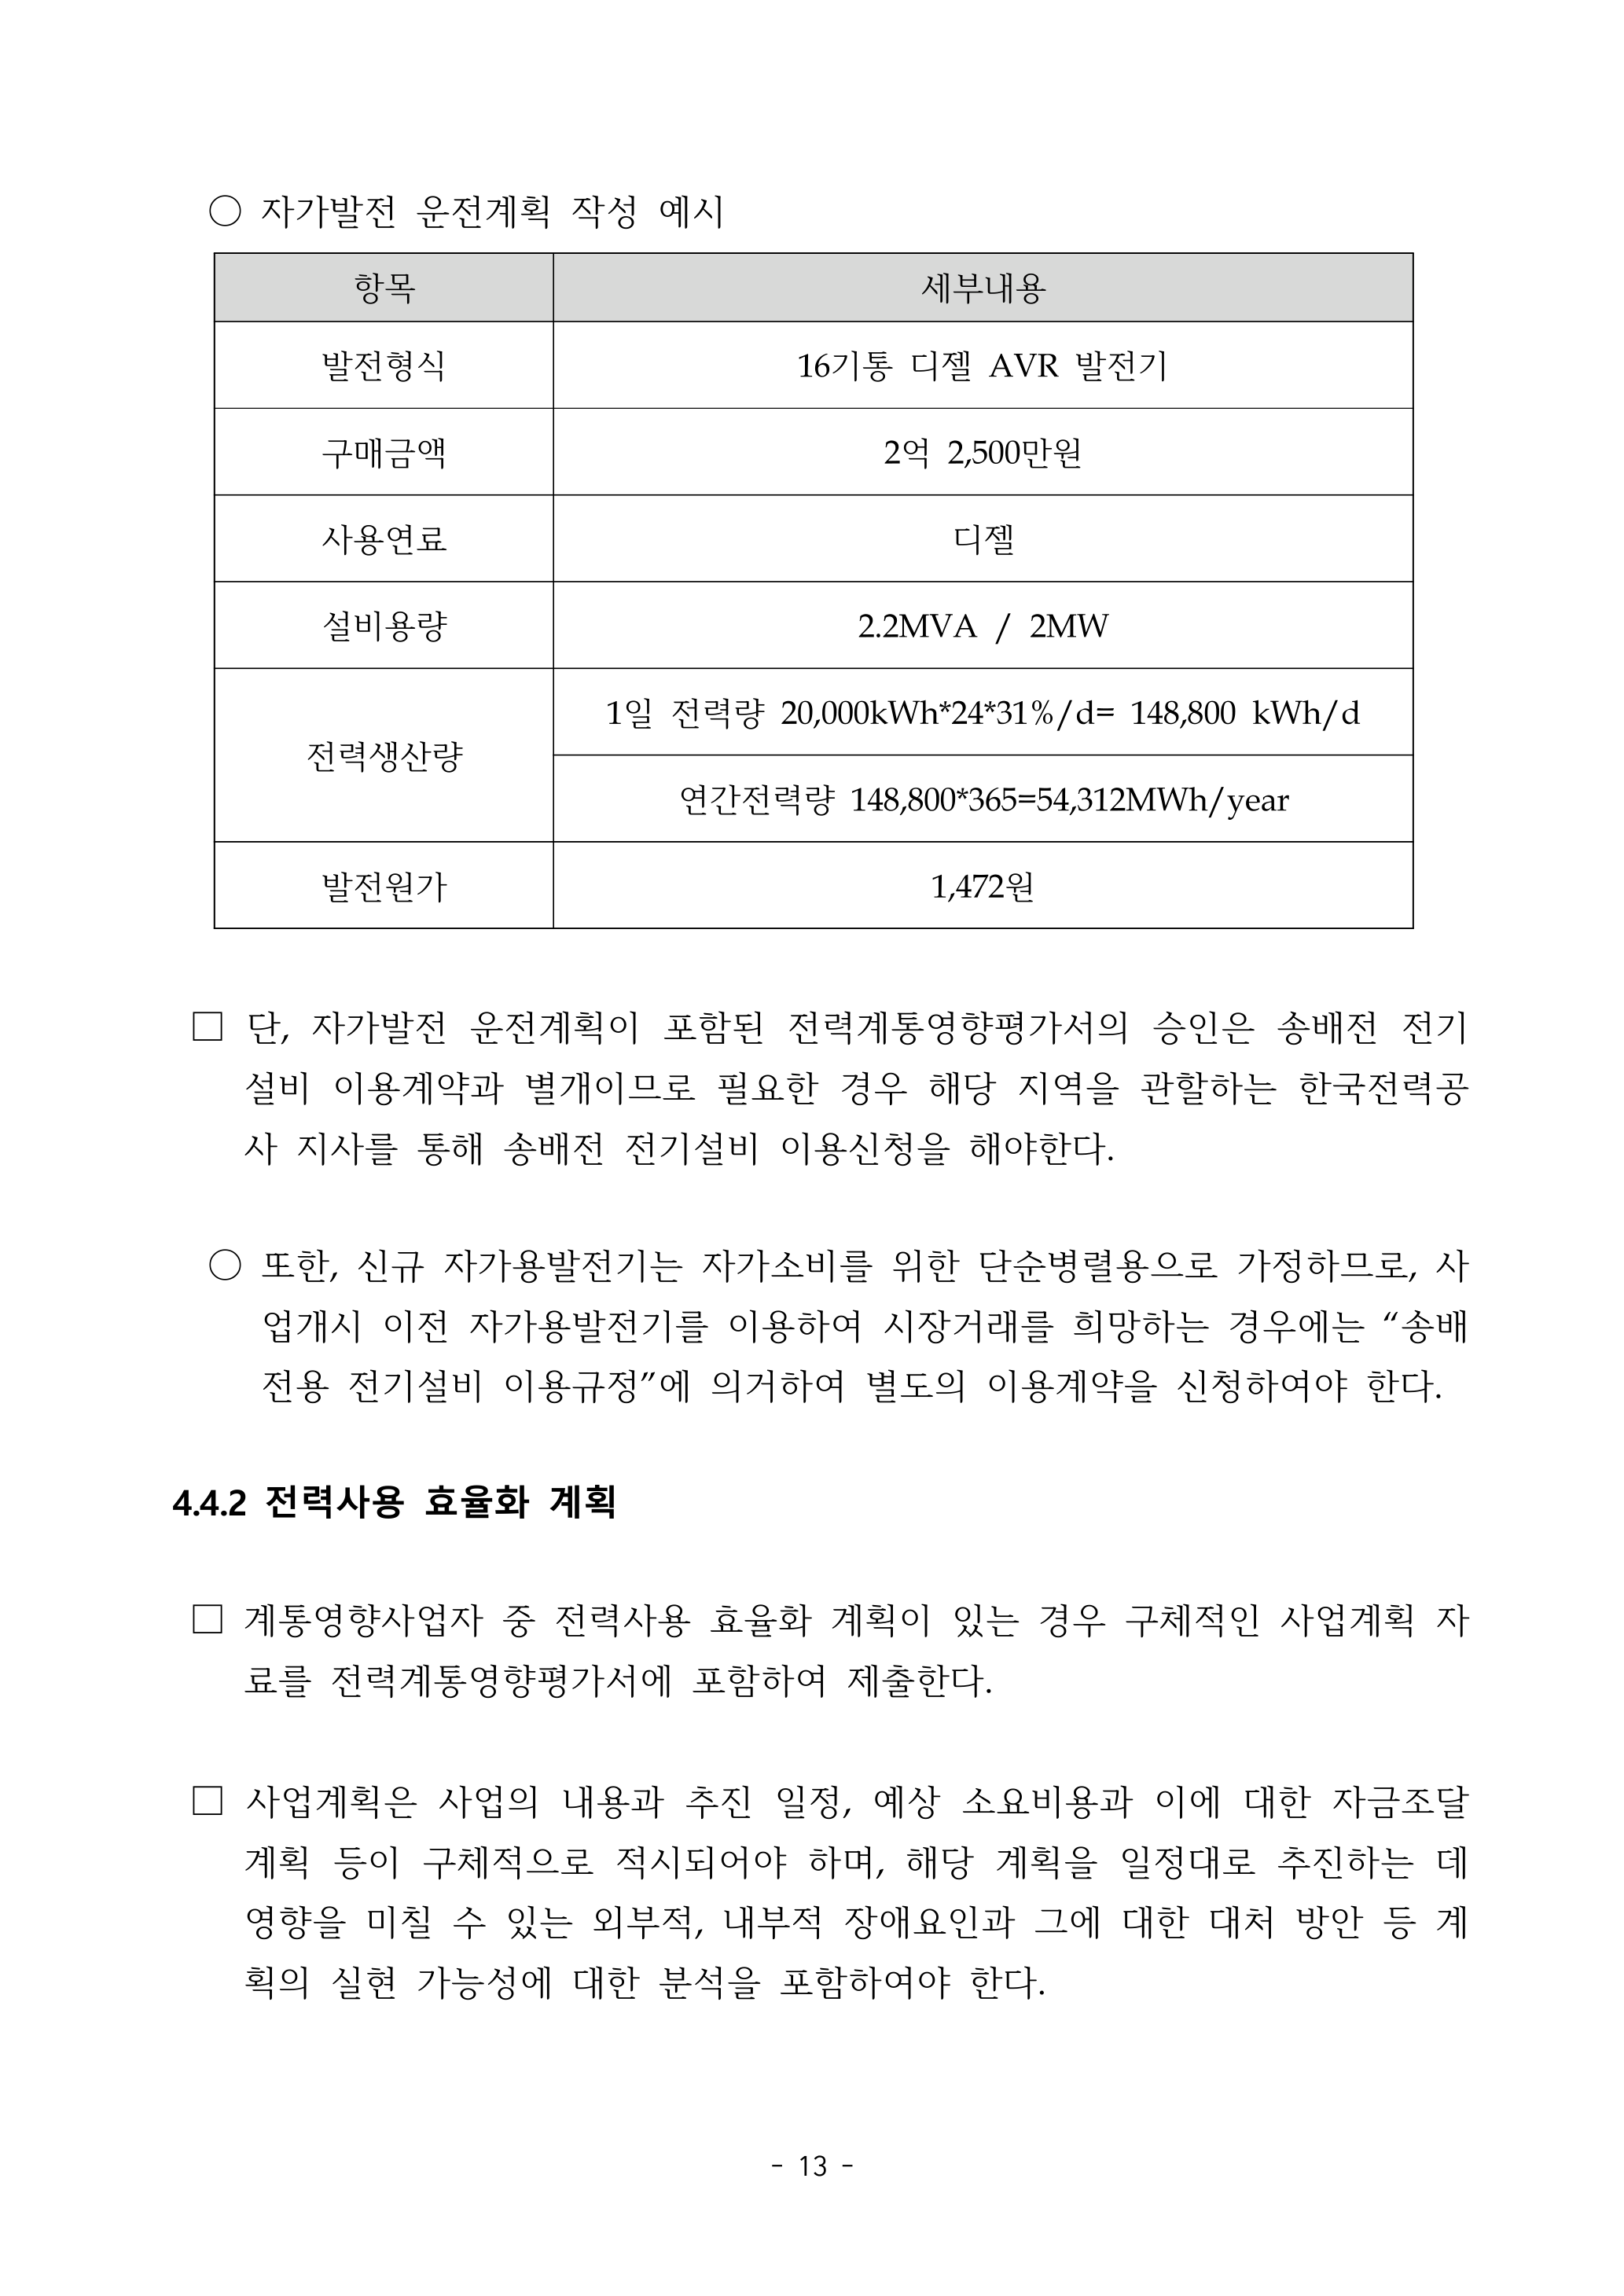 ○ 자가발전 운전계획 작성 예시
항목 세부내용
발전형식 16기통 디젤 AVR 발전기
구매금액 2억 2,500만원
사용연료 디젤
설비용량 2.2MVA / 2MW
전력생산량
1일 전력량 20,000kWh*24*31%/d= 148,800 kWh/d
연간전력량 148,800*365=54,312MWh/year
발전원가 1,472원
□ 단, 자가발전 운전계획이 포함된 전력계통영향평가서의 승인은 송배전 전기
설비 이용계약과 별개이므로 필요한 경우 해당 지역을 관할하는 한국전력공
사 지사를 통해 송배전 전기설비 이용신청을 해야한다.
○ 또한, 신규 자가용발전기는 자가소비를 위한 단순병렬용으로 가정하므로, 사
업개시 이전 자가용발전기를 이용하여 시장거래를 희망하는 경우에는 “송배
전용 전기설비 이용규정”에 의거하여 별도의 이용계약을 신청하여야 한다.
4.4.2 전력사용 효율화 계획
□ 계통영향사업자 중 전력사용 효율화 계획이 있는 경우 구체적인 사업계획 자
료를 전력계통영향평가서에 포함하여 제출한다.
□ 사업계획은 사업의 내용과 추진 일정, 예상 소요비용과 이에 대한 자금조달
계획 등이 구체적으로 적시되어야 하며, 해당 계획을 일정대로 추진하는 데
영향을 미칠 수 있는 외부적, 내부적 장애요인과 그에 대한 대처 방안 등 계
획의 실현 가능성에 대한 분석을 포함하여야 한다.
- 13 -